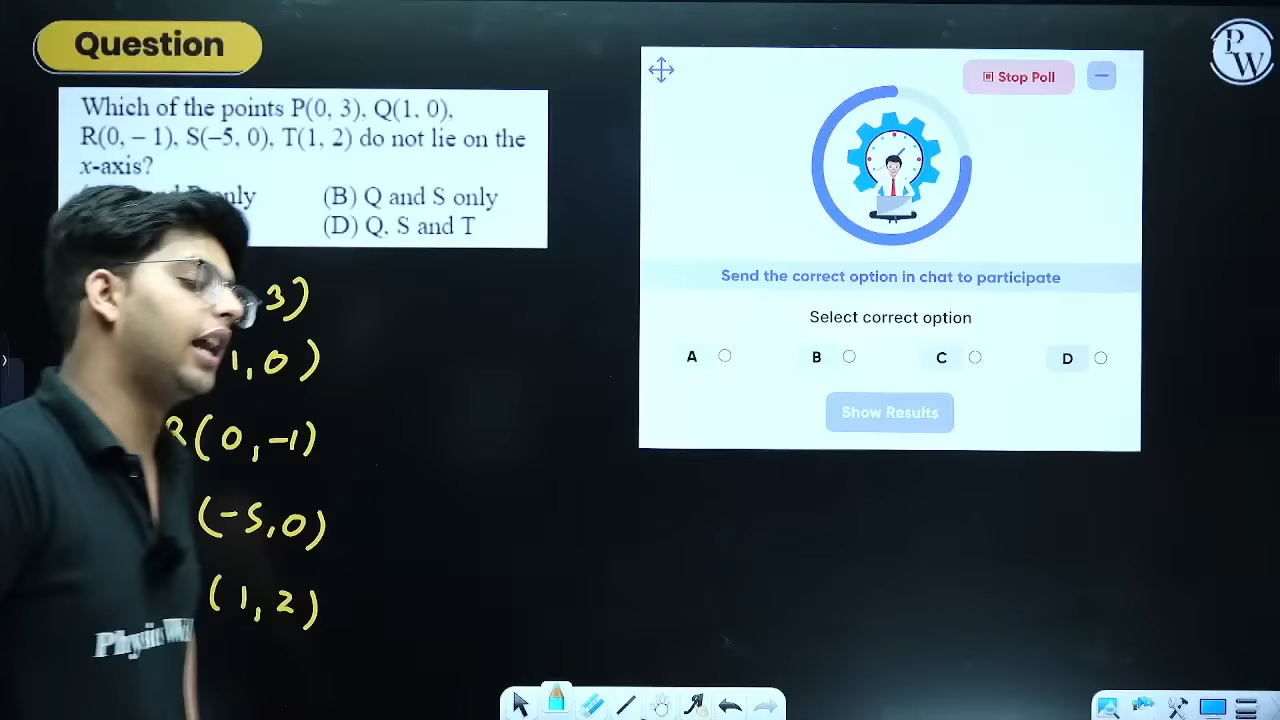 Question
PW
Which of the points P(0, 3), Q(1, 0),
R(0, – 1), S(–5, 0), T(1, 2) do not lie on the
x-axis?
only
(B) Q and S only
(D) Q, S and T
3)
1, 0 )
R( 0, -1)
(-5, 0)
( 1, 2 )
Stop Poll
Send the correct option in chat to participate
Select correct option
A
B
C
D
Show Results